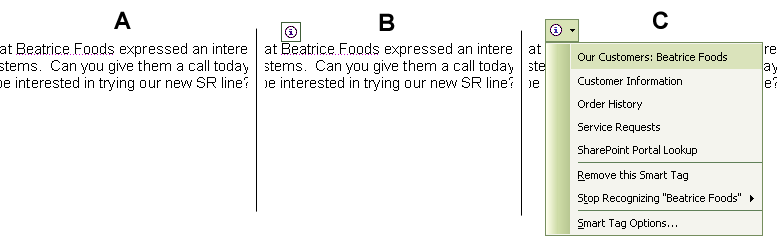 A
at Beatrice Foods expressed an intere
stems. Can you give them a call today
be interested in trying our new SR line?
B
at Beatrice Foods expressed an intere
stems. Can you give them a call today
be interested in trying our new SR line?
C
at
re
Our Customers: Beatrice Foods
ste
ay
Customer Information
be
e?
Order History
Service Requests
SharePoint Portal Lookup
Remove this Smart Tag
Stop Recognizing "Beatrice Foods"
Smart Tag Options...